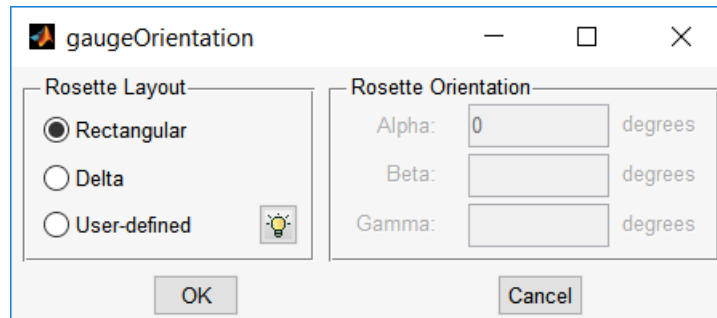 gaugeOrientation
Rosette Layout
Rectangular
Delta
User-defined
Rosette Orientation
Alpha: 0 degrees
Beta: degrees
Gamma: degrees
OK
Cancel